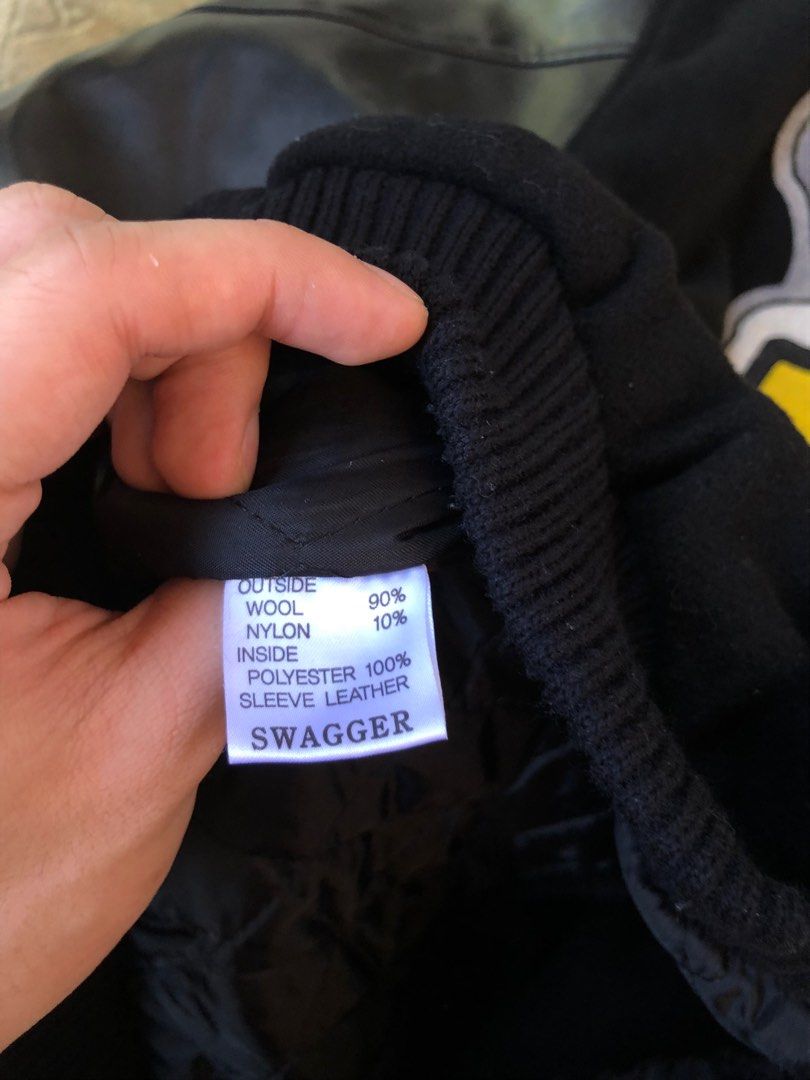 OUTSIDE
WOOL 90%
NYLON 10%
INSIDE
POLYESTER 100%
SLEEVE LEATHER
SWAGGER